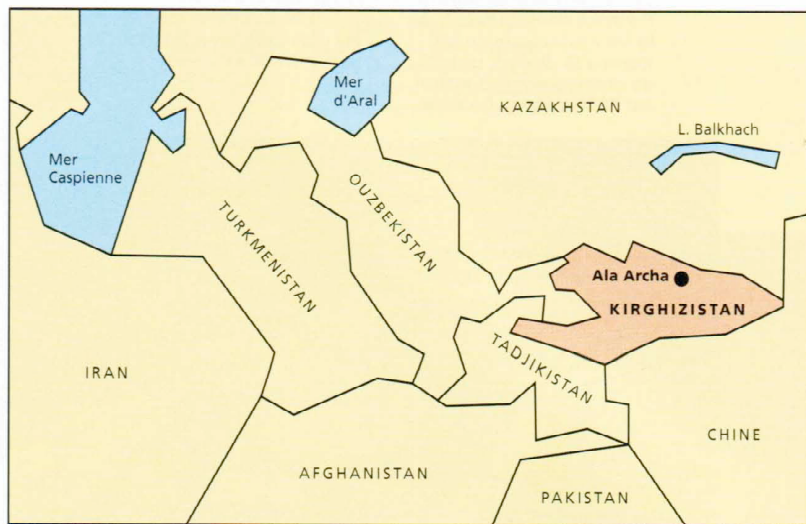 Mer
d'Aral
KAZAKHSTAN
L. Balkhach
Mer
Caspienne
OUZBEKISTAN
TURKMENISTAN
Ala Archa
KIRGHIZISTAN
TADJIKISTAN
IRAN
CHINE
AFGHANISTAN
PAKISTAN